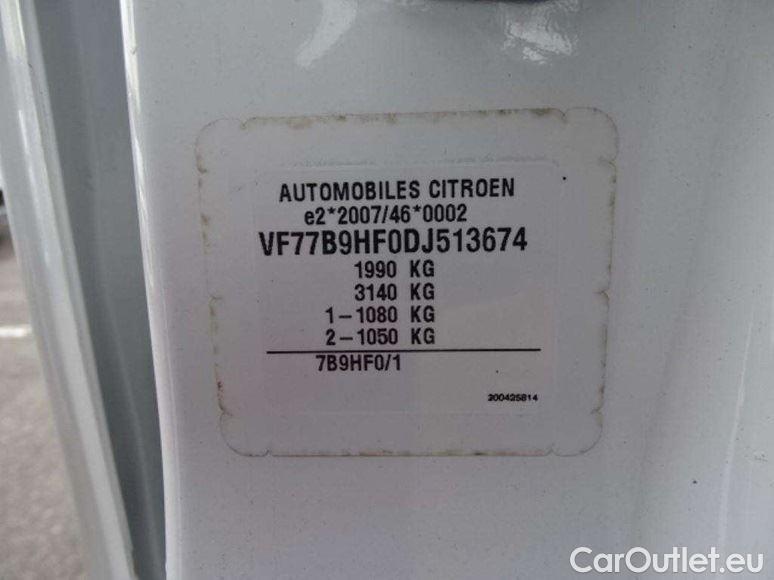 AUTOMOBILES CITROEN
e2*2007/46*0002
VF77B9HF0DJ513674
1990 KG
3140 KG
1-1080 KG
2-1050 KG
7B9HF0/1
200425814
CarOutlet.eu